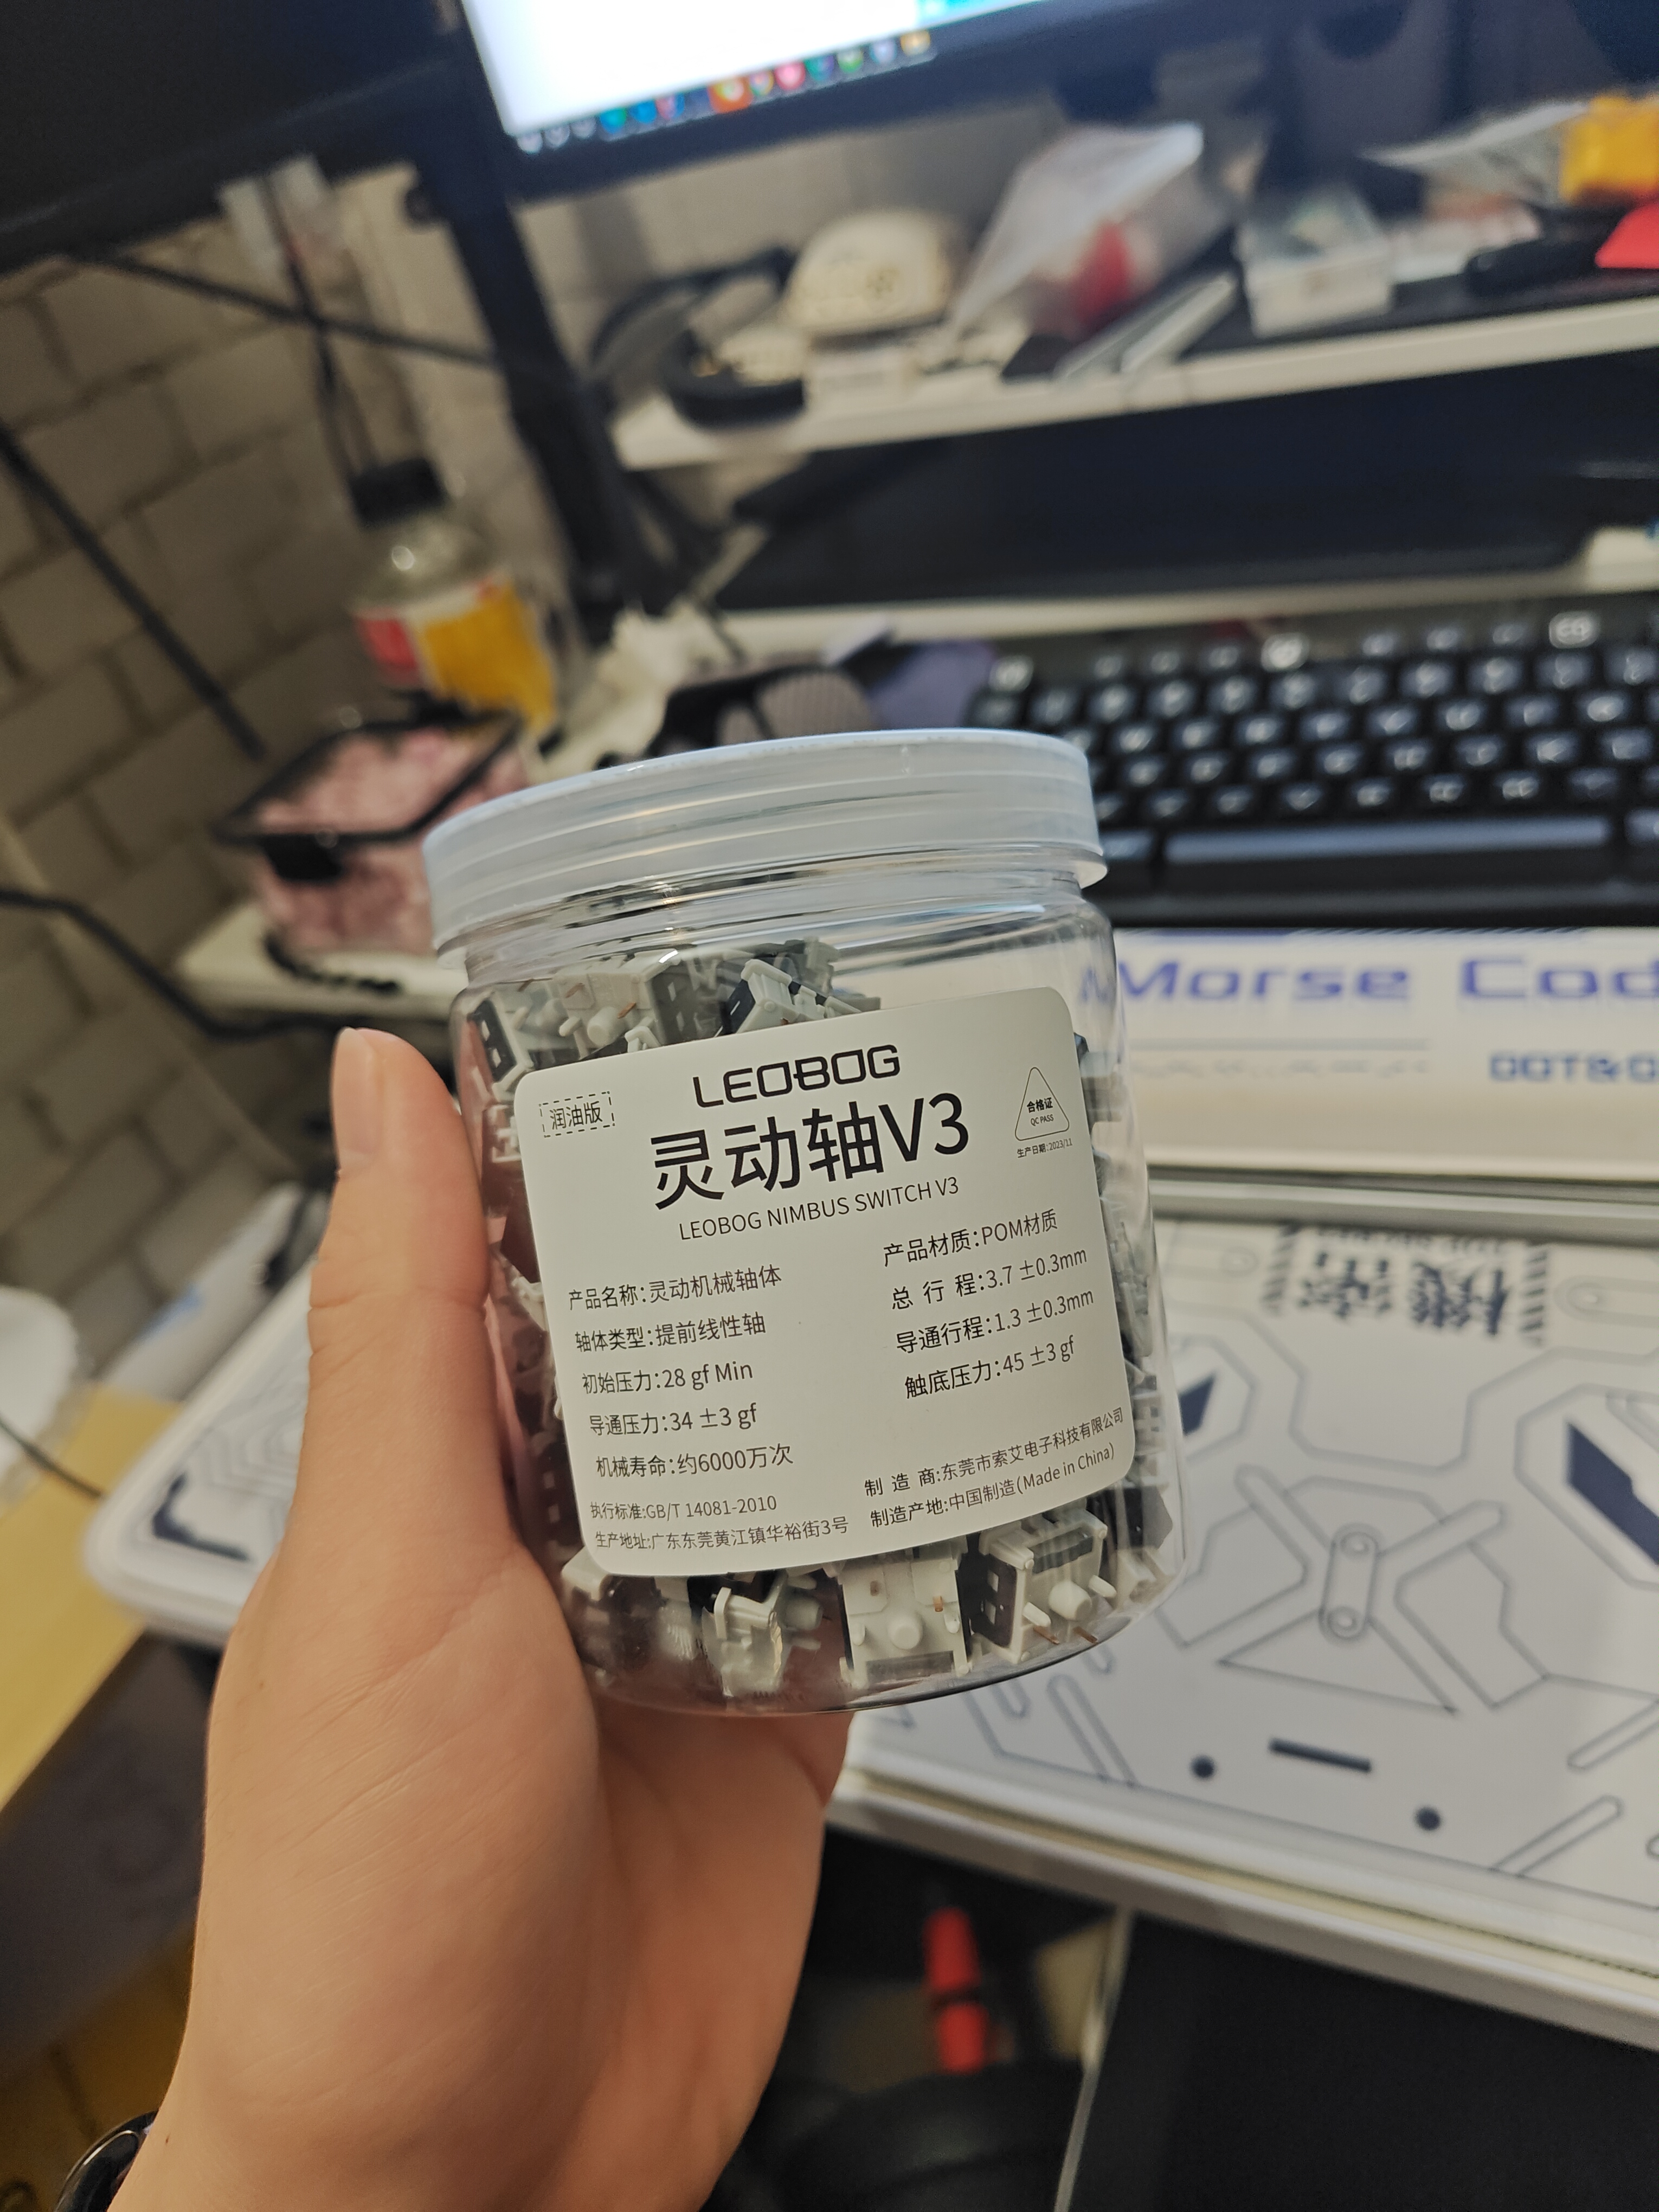 Morse Cod
DOT&
機密
LEOBOG
润油版
灵动轴V3
合格证
QC PASS
生产日期:2023/11
LEOBOG NIMBUS SWITCH V3
产品名称:灵动机械轴体
轴体类型:提前线性轴
初始压力:28 gf Min
导通压力:34 ±3 gf
机械寿命:约6000万次
产品材质:POM材质
总 行 程:3.7 ±0.3mm
导通行程:1.3 ±0.3mm
触底压力:45 ±3 gf
执行标准:GB/T 14081-2010
生产地址:广东东莞黄江镇华裕街3号
制 造 商:东莞市索艾电子科技有限公司
制造产地:中国制造(Made in China)